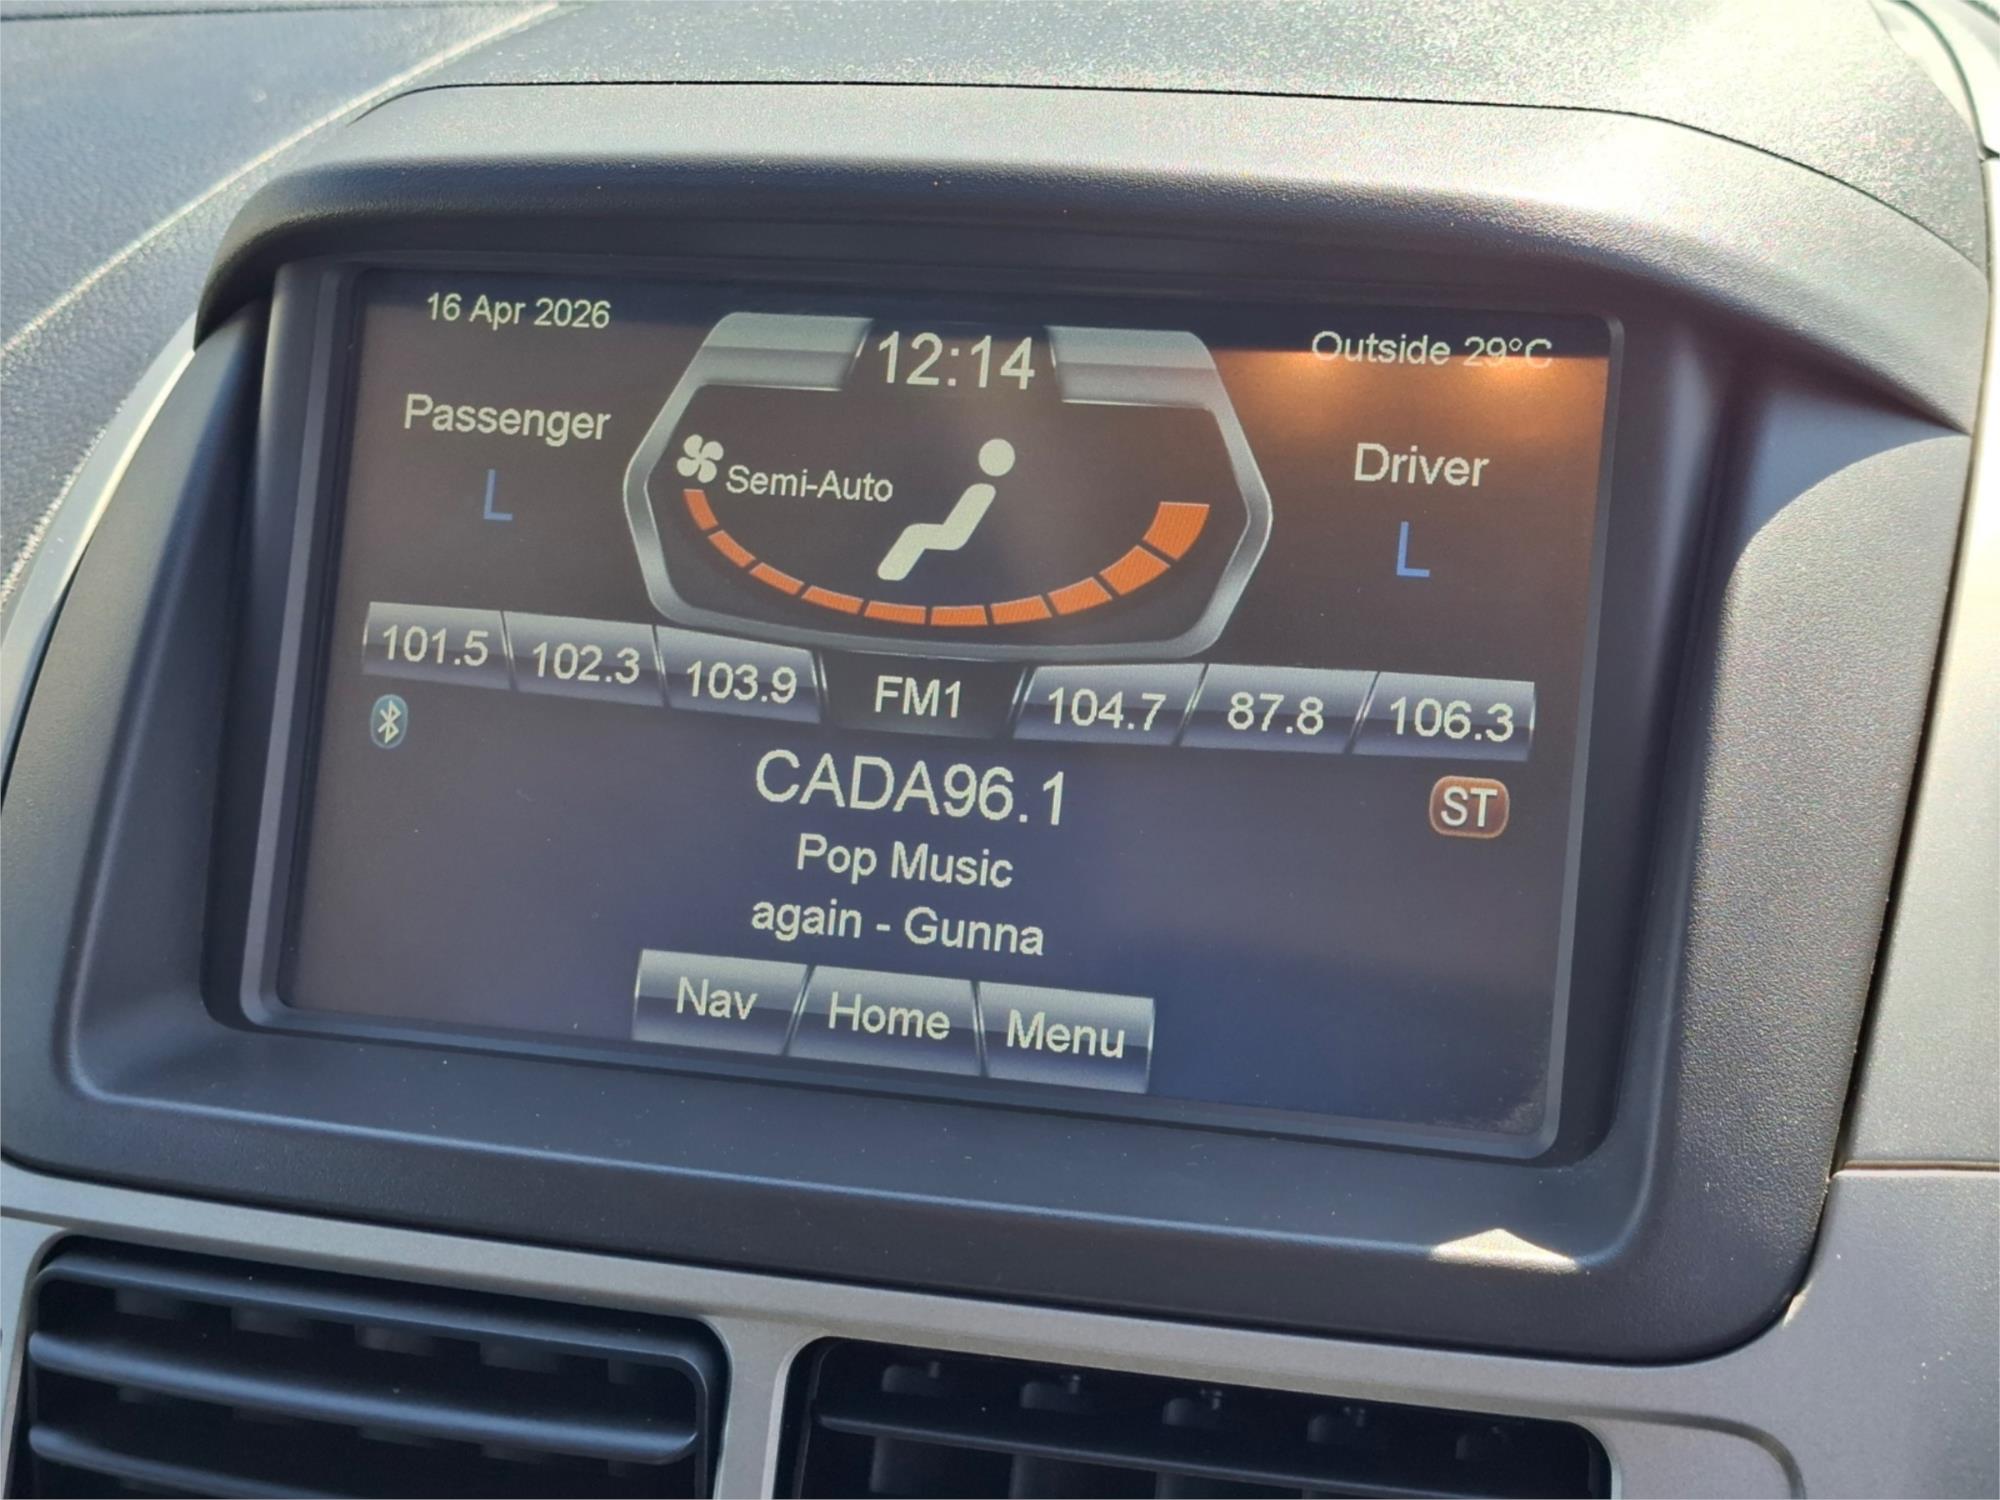 16 Apr 2026
12:14
Outside 29°C
Passenger
L
Semi-Auto
Driver
L
101.5 102.3 103.9 FM1 104.7 87.8 106.3
CADA96.1
ST
Pop Music
again - Gunna
Nav Home Menu